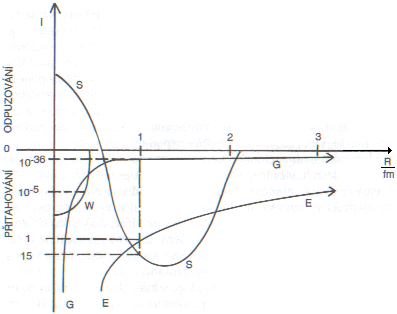 I
ODPUZOVÁNÍ
PŘITAHOVÁNÍ
S
0
1
2
3
R
fm
10-36
G
10-5
W
E
1
15
S
G
E